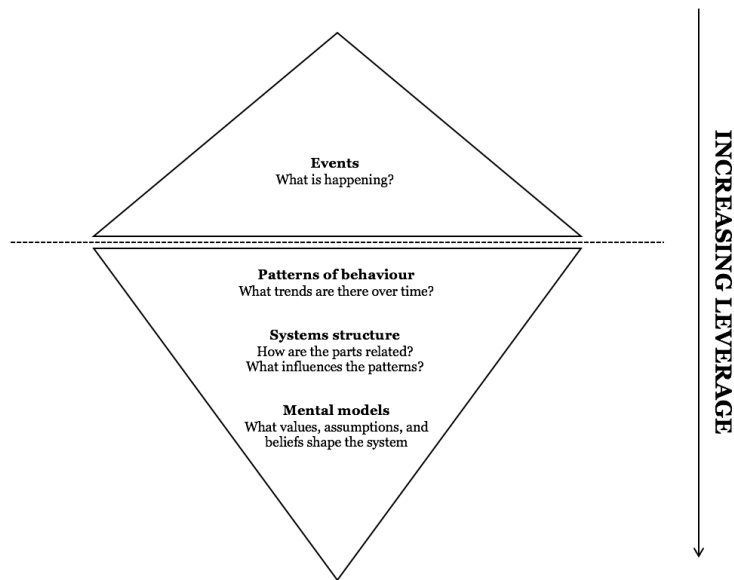 Events
What is happening?
Patterns of behaviour
What trends are there over time?
Systems structure
How are the parts related?
What influences the patterns?
Mental models
What values, assumptions, and
beliefs shape the system
INCREASING LEVERAGE